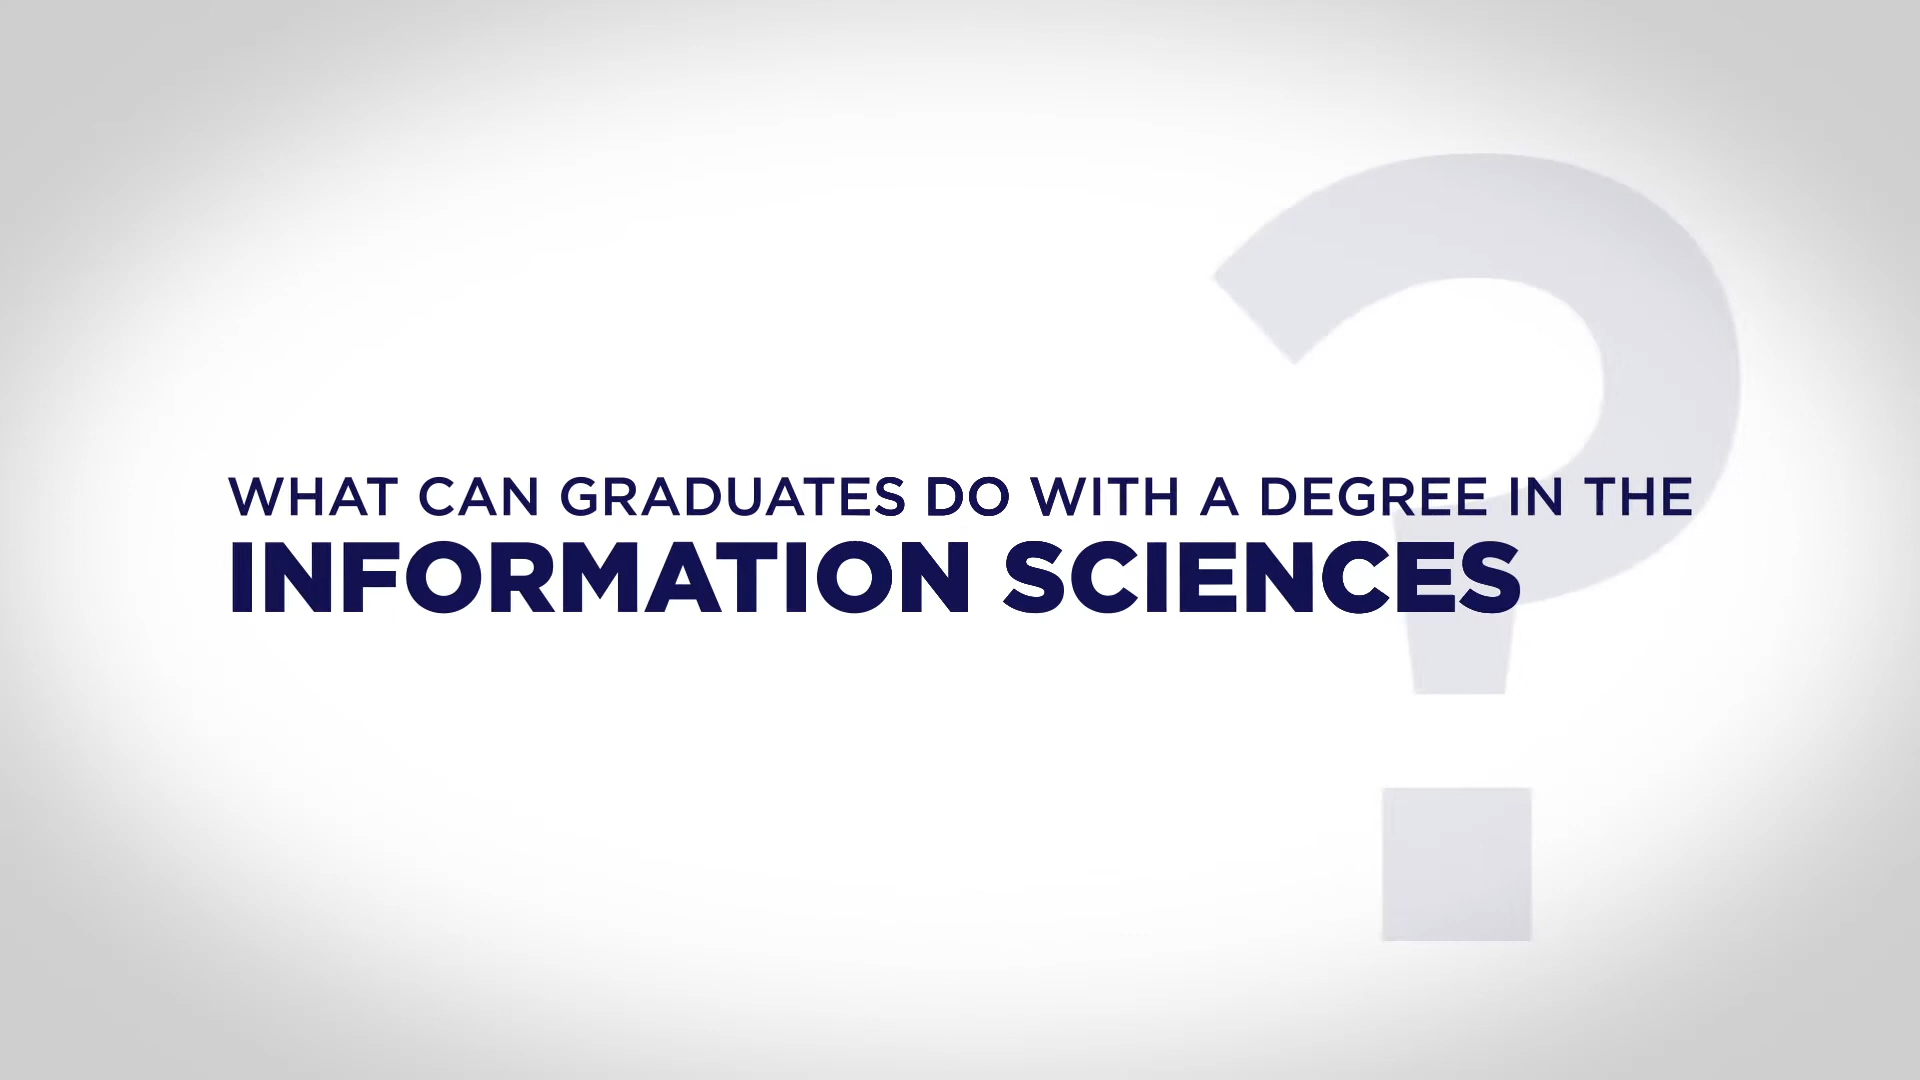 WHAT CAN GRADUATES DO WITH A DEGREE IN THE
INFORMATION SCIENCES
?